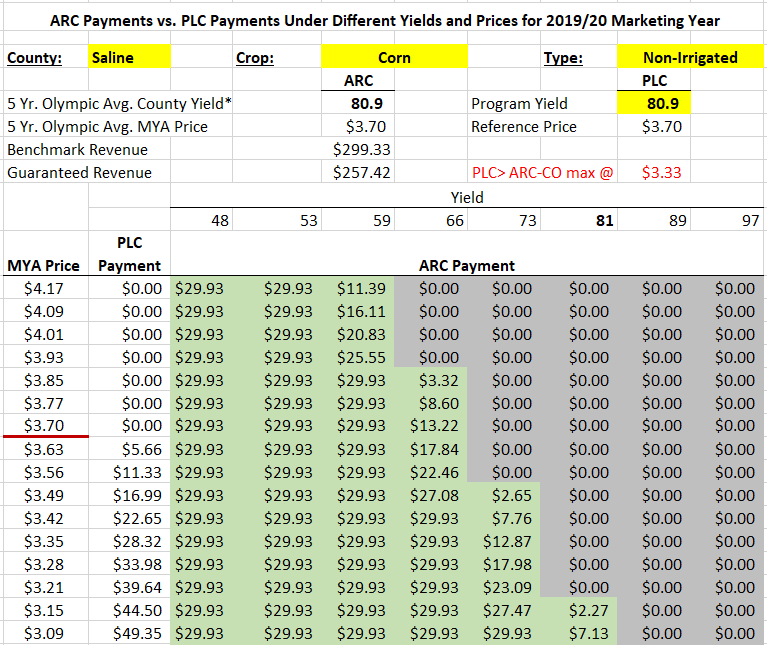 ARC Payments vs. PLC Payments Under Different Yields and Prices for 2019/20 Marketing Year
County: Saline Crop: Corn Type: Non-Irrigated
ARC PLC
5 Yr. Olympic Avg. County Yield* 80.9 Program Yield 80.9
5 Yr. Olympic Avg. MYA Price $3.70 Reference Price $3.70
Benchmark Revenue $299.33
Guaranteed Revenue $257.42 PLC> ARC-CO max @ $3.33
Yield
48 53 59 66 73 81 89 97
PLC
MYA Price Payment ARC Payment
$4.17 $0.00 $29.93 $29.93 $11.39 $0.00 $0.00 $0.00 $0.00 $0.00
$4.09 $0.00 $29.93 $29.93 $16.11 $0.00 $0.00 $0.00 $0.00 $0.00
$4.01 $0.00 $29.93 $29.93 $20.83 $0.00 $0.00 $0.00 $0.00 $0.00
$3.93 $0.00 $29.93 $29.93 $25.55 $0.00 $0.00 $0.00 $0.00 $0.00
$3.85 $0.00 $29.93 $29.93 $29.93 $3.32 $0.00 $0.00 $0.00 $0.00
$3.77 $0.00 $29.93 $29.93 $29.93 $8.60 $0.00 $0.00 $0.00 $0.00
$3.70 $0.00 $29.93 $29.93 $29.93 $13.22 $0.00 $0.00 $0.00 $0.00
$3.63 $5.66 $29.93 $29.93 $29.93 $17.84 $0.00 $0.00 $0.00 $0.00
$3.56 $11.33 $29.93 $29.93 $29.93 $22.46 $0.00 $0.00 $0.00 $0.00
$3.49 $16.99 $29.93 $29.93 $29.93 $27.08 $2.65 $0.00 $0.00 $0.00
$3.42 $22.65 $29.93 $29.93 $29.93 $29.93 $7.76 $0.00 $0.00 $0.00
$3.35 $28.32 $29.93 $29.93 $29.93 $29.93 $12.87 $0.00 $0.00 $0.00
$3.28 $33.98 $29.93 $29.93 $29.93 $29.93 $17.98 $0.00 $0.00 $0.00
$3.21 $39.64 $29.93 $29.93 $29.93 $29.93 $23.09 $0.00 $0.00 $0.00
$3.15 $44.50 $29.93 $29.93 $29.93 $29.93 $27.47 $2.27 $0.00 $0.00
$3.09 $49.35 $29.93 $29.93 $29.93 $29.93 $29.93 $7.13 $0.00 $0.00